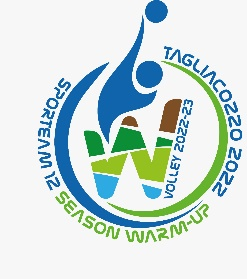 TAGLIACOZZO 2022
VOLLEY 2022-23
SPORTEAM 12 SEASON WARM-UP